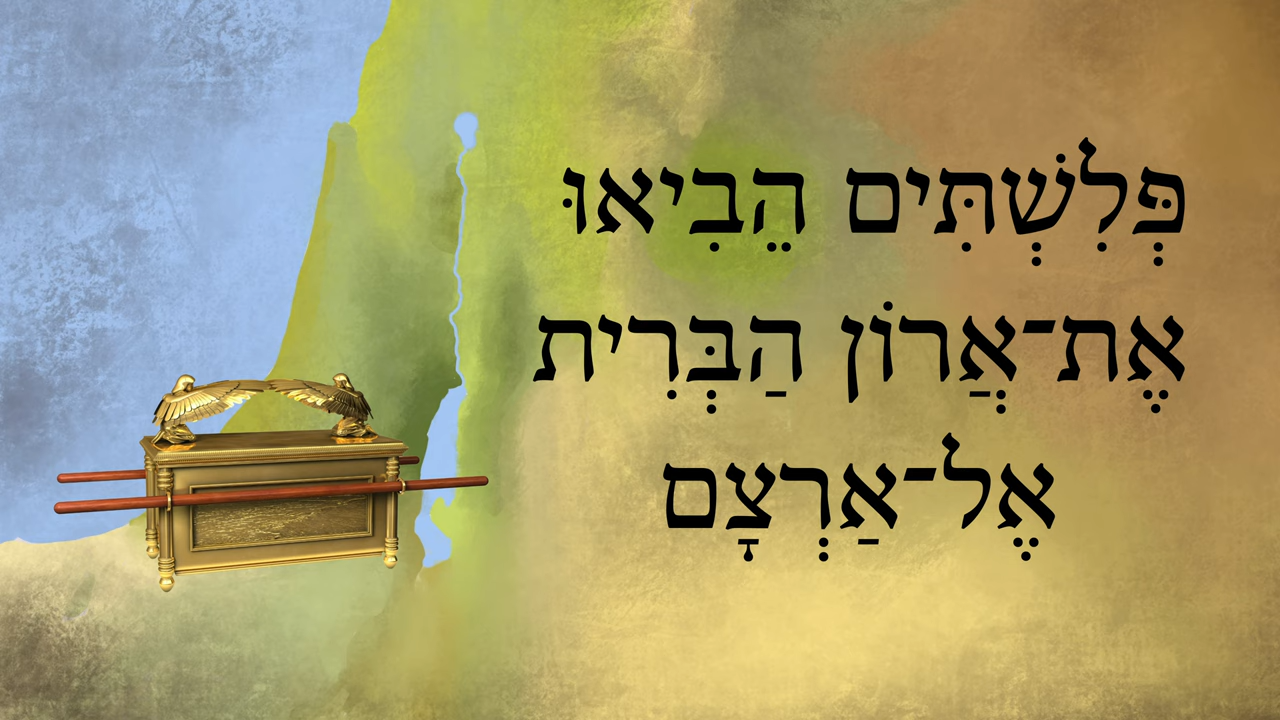 פְּלִשְׁתִּים הֵבִיאוּ
אֶת־אֲרוֹן הַבְּרִית
אֶל־אַרְצָם